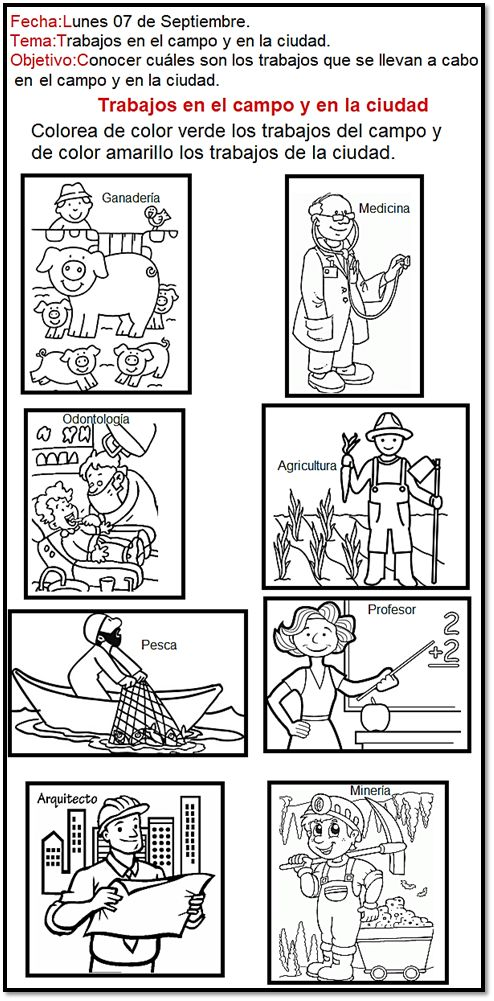 Fecha:Lunes 07 de Septiembre.
Tema:Trabajos en el campo y en la ciudad.
Objetivo:Conocer cuáles son los trabajos que se llevan a cabo
en el campo y en la ciudad.
Trabajos en el campo y en la ciudad
Colorea de color verde los trabajos del campo y
de color amarillo los trabajos de la ciudad.
Ganadería
Medicina
Odontología
Agricultura
Pesca
Profesor
2
+2
Arquitecto
Minería